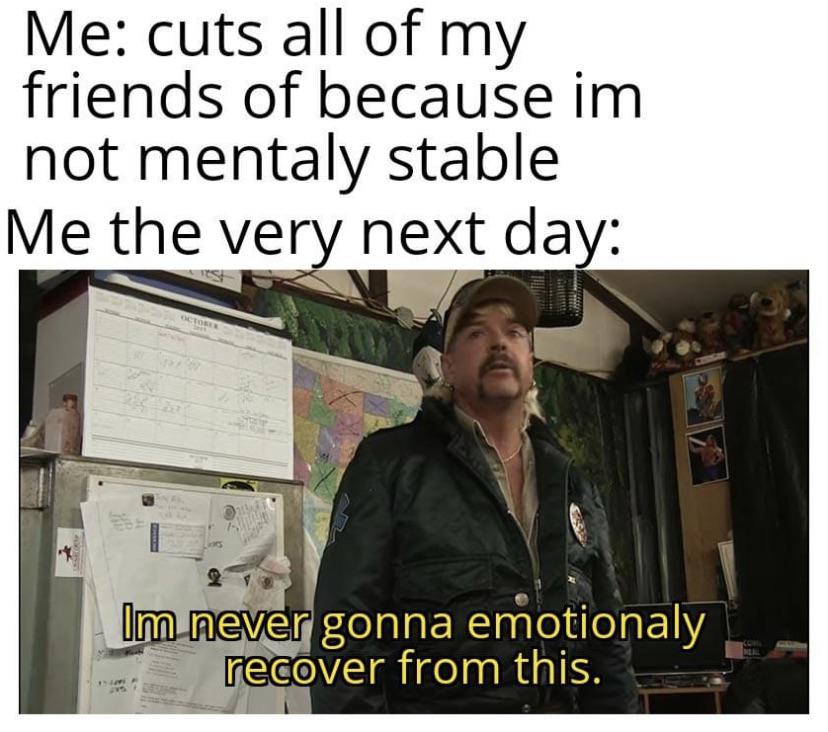 Me: cuts all of my
friends of because im
not mentaly stable
Me the very next day:
OCTOBER
Im never gonna emotionaly
recover from this.